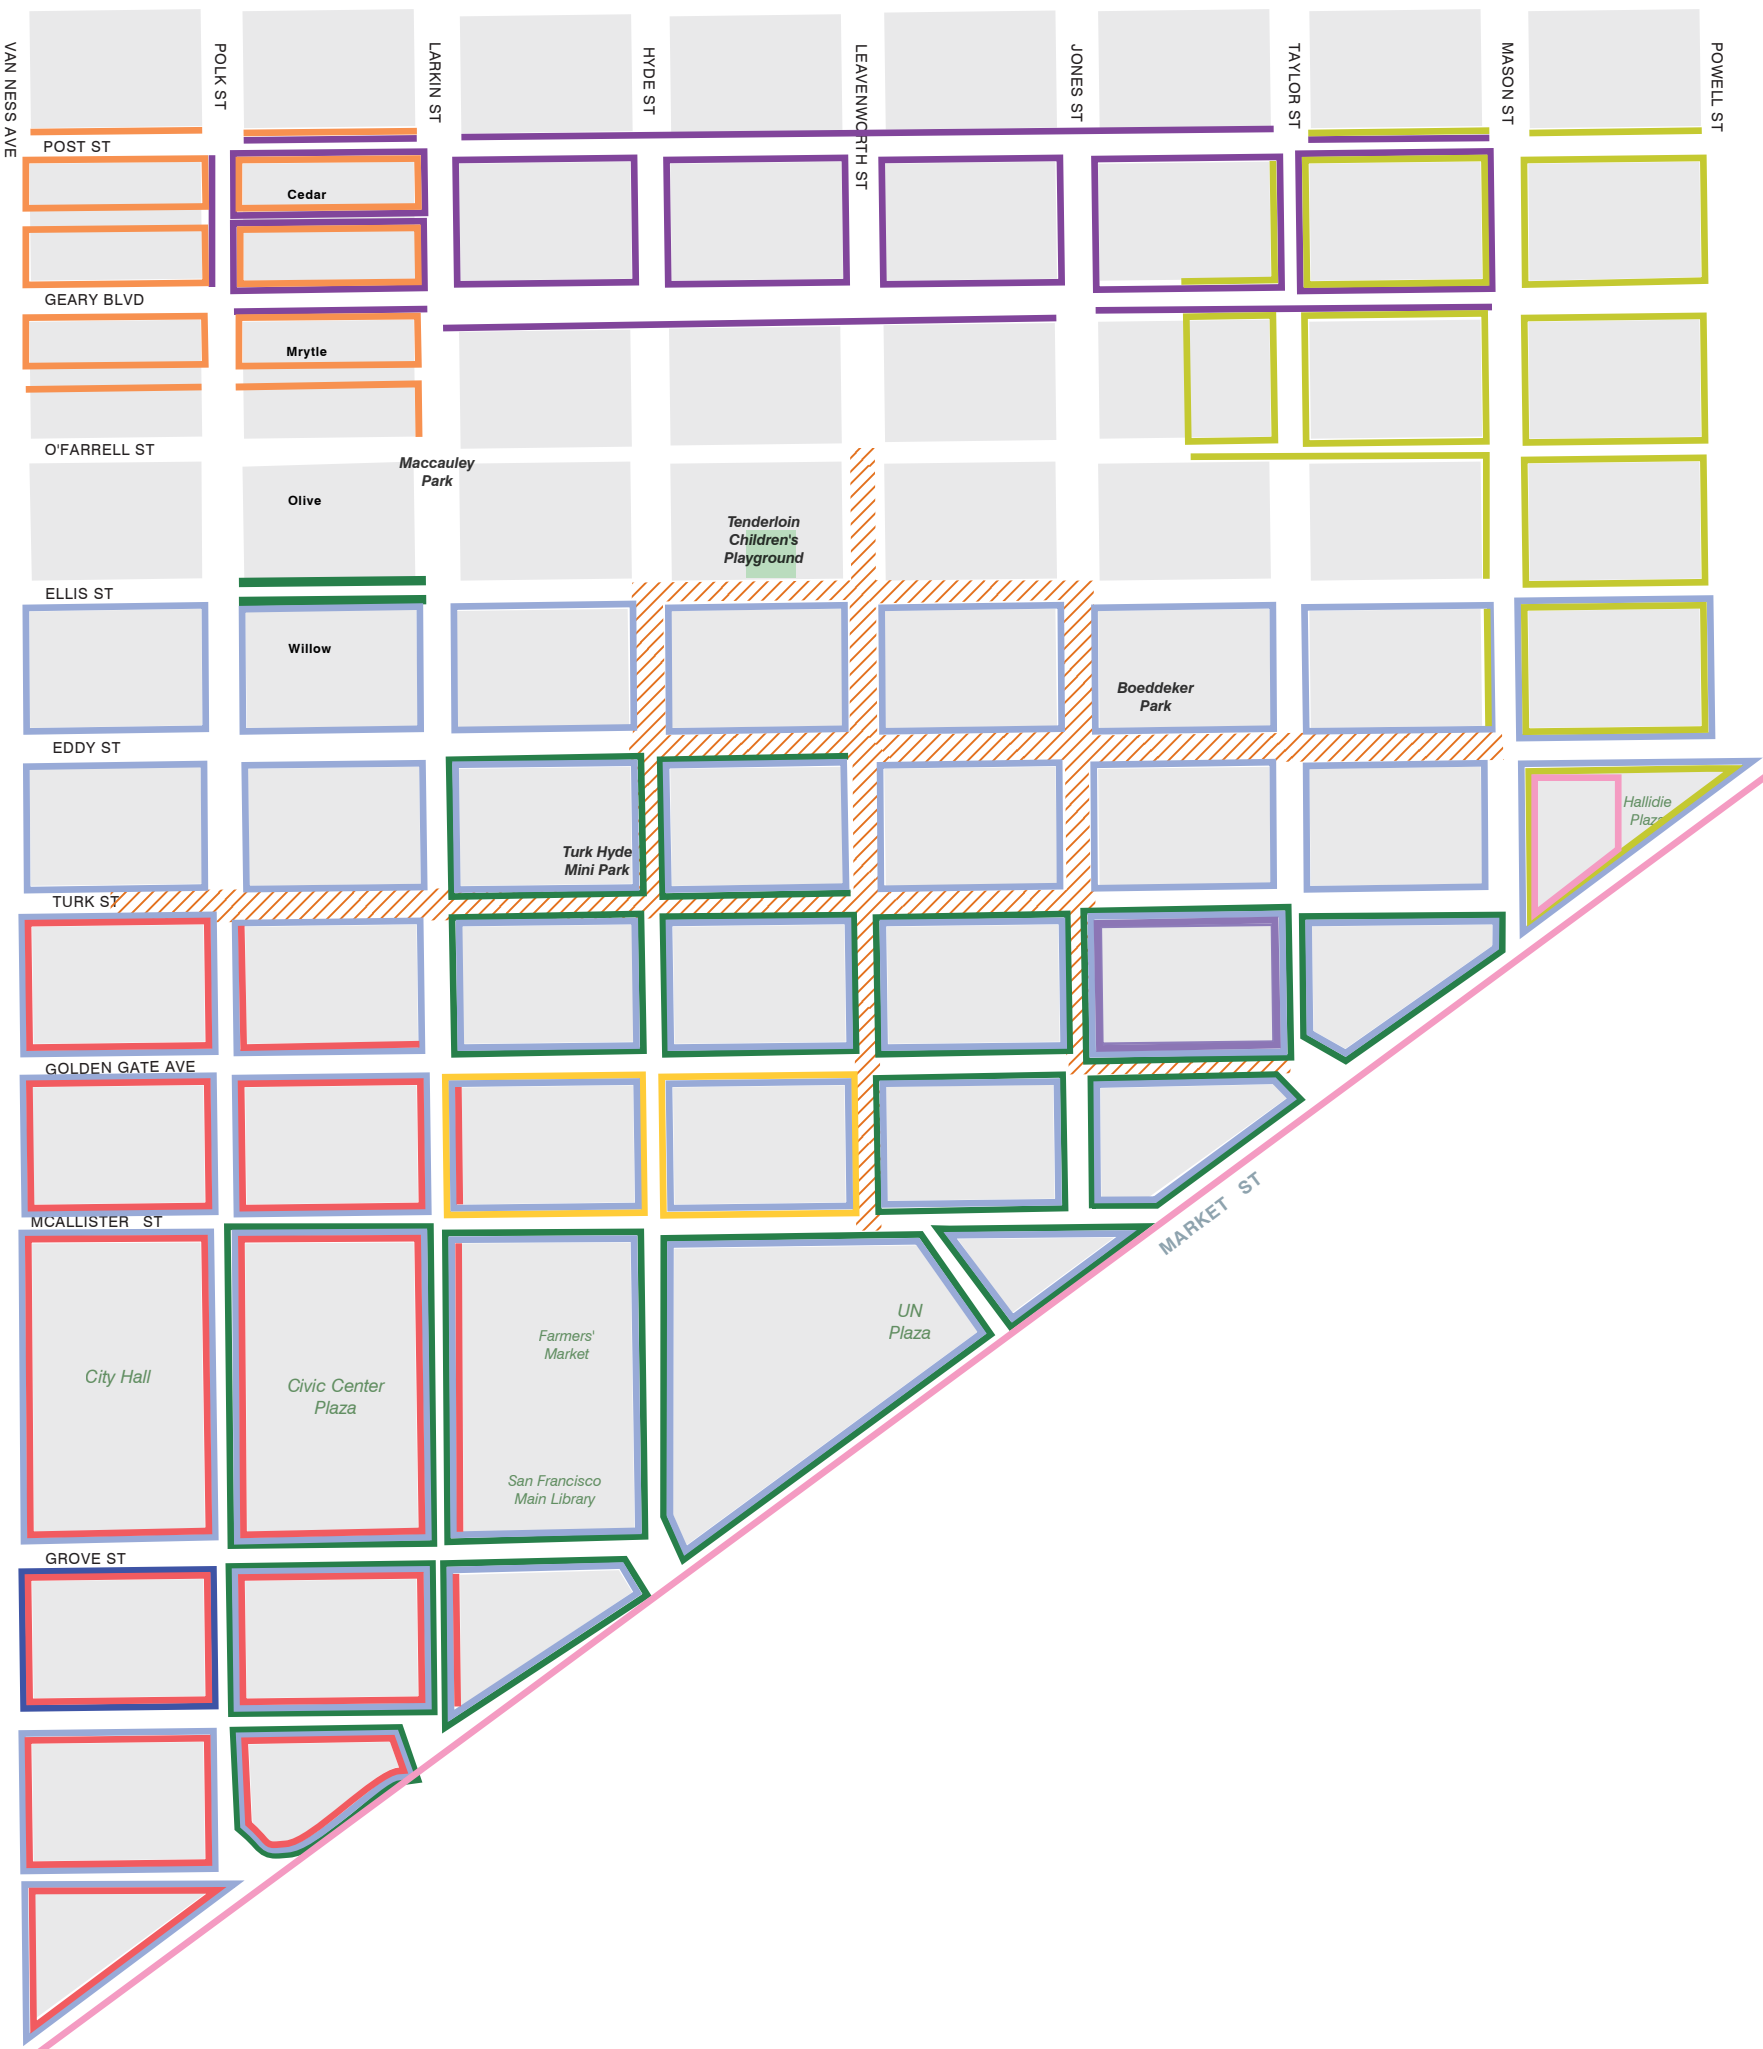 VAN NESS AVE
POLK ST
LARKIN ST
HYDE ST
LEAVENWORTH ST
JONES ST
TAYLOR ST
MASON ST
POWELL ST
POST ST
Cedar
GEARY BLVD
Mrytle
O'FARRELL ST
Maccauley
Park
Olive
Tenderloin
Children's
Playground
ELLIS ST
Willow
Boeddeker
Park
EDDY ST
Hallidie
Plaza
Turk Hyde
Mini Park
TURK ST
GOLDEN GATE AVE
MCALLISTER ST
MARKET ST
UN
Plaza
Farmers'
Market
City Hall
Civic Center
Plaza
San Francisco
Main Library
GROVE ST